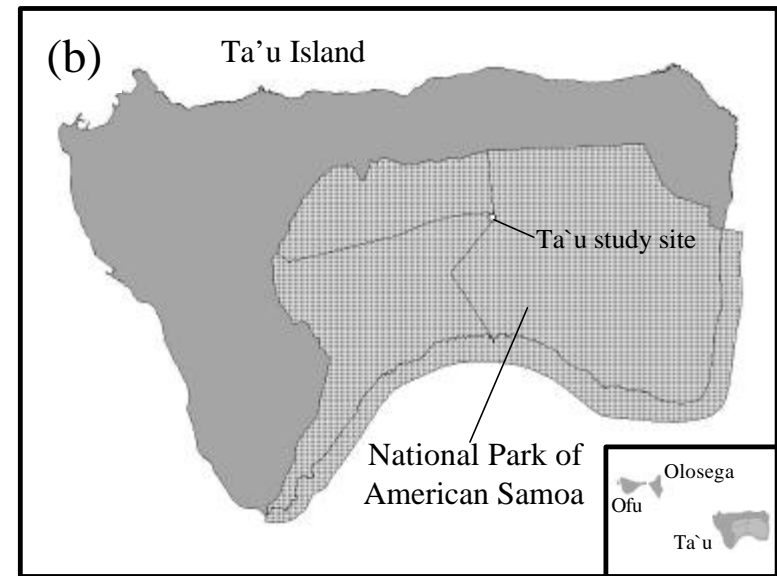 (b)
Ta’u Island
Ta`u study site
National Park of
American Samoa
Olosega
Ofu
Ta`u